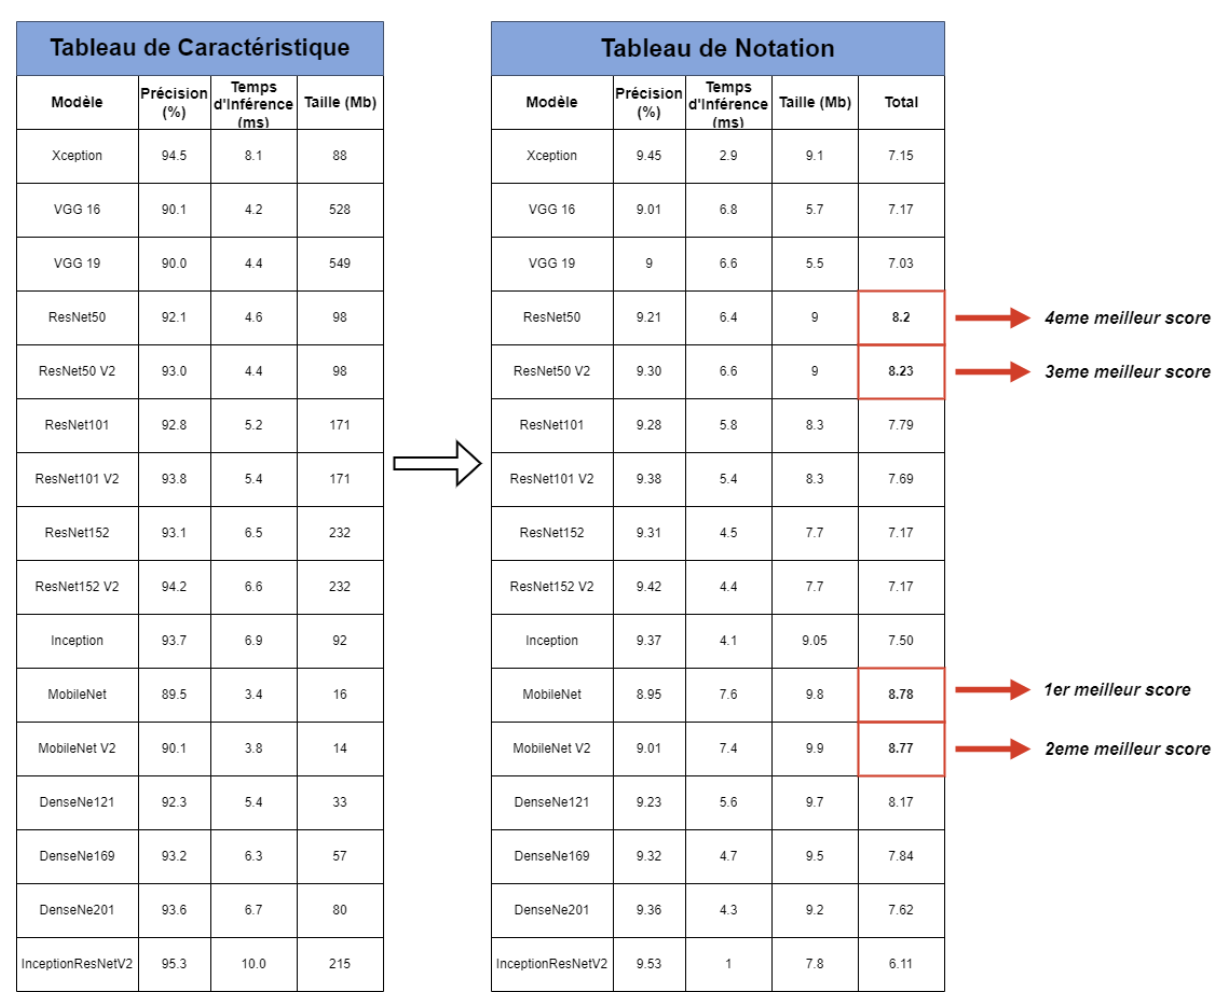 Tableau de Caractéristique
Modèle Précision (%) Temps d'Inférence (ms) Taille (Mb)
Xception 94.5 8.1 88
VGG 16 90.1 4.2 528
VGG 19 90.0 4.4 549
ResNet50 92.1 4.6 98
ResNet50 V2 93.0 4.4 98
ResNet101 92.8 5.2 171
ResNet101 V2 93.8 5.4 171
ResNet152 93.1 6.5 232
ResNet152 V2 94.2 6.6 232
Inception 93.7 6.9 92
MobileNet 89.5 3.4 16
MobileNet V2 90.1 3.8 14
DenseNe121 92.3 5.4 33
DenseNe169 93.2 6.3 57
DenseNe201 93.6 6.7 80
InceptionResNetV2 95.3 10.0 215
Tableau de Notation
Modèle Précision (%) Temps d'Inférence (ms) Taille (Mb) Total
Xception 9.45 2.9 9.1 7.15
VGG 16 9.01 6.8 5.7 7.17
VGG 19 9 6.6 5.5 7.03
ResNet50 9.21 6.4 9 8.2 4eme meilleur score
ResNet50 V2 9.30 6.6 9 8.23 3eme meilleur score
ResNet101 9.28 5.8 8.3 7.79
ResNet101 V2 9.38 5.4 8.3 7.69
ResNet152 9.31 4.5 7.7 7.17
ResNet152 V2 9.42 4.4 7.7 7.17
Inception 9.37 4.1 9.05 7.50
MobileNet 8.95 7.6 9.8 8.78 1er meilleur score
MobileNet V2 9.01 7.4 9.9 8.77 2eme meilleur score
DenseNe121 9.23 5.6 9.7 8.17
DenseNe169 9.32 4.7 9.5 7.84
DenseNe201 9.36 4.3 9.2 7.62
InceptionResNetV2 9.53 1 7.8 6.11